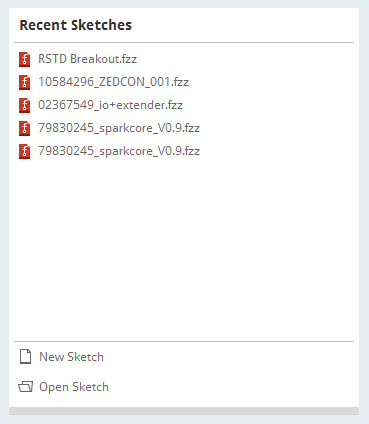 Recent Sketches
RSTD Breakout.fzz
10584296_ZEDCON_001.fzz
02367549_io+extender.fzz
79830245_sparkcore_V0.9.fzz
79830245_sparkcore_V0.9.fzz
New Sketch
Open Sketch